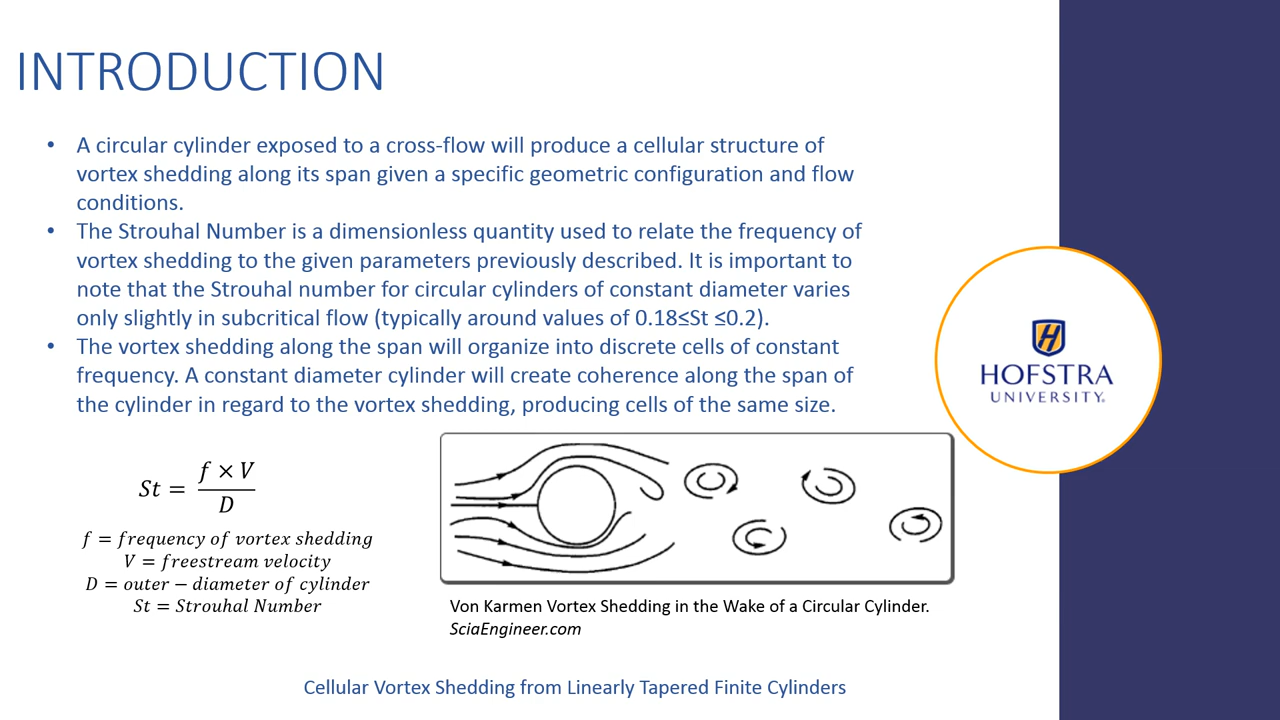 INTRODUCTION
• A circular cylinder exposed to a cross-flow will produce a cellular structure of
vortex shedding along its span given a specific geometric configuration and flow
conditions.
• The Strouhal Number is a dimensionless quantity used to relate the frequency of
vortex shedding to the given parameters previously described. It is important to
note that the Strouhal number for circular cylinders of constant diameter varies
only slightly in subcritical flow (typically around values of 0.18≤St ≤0.2).
• The vortex shedding along the span will organize into discrete cells of constant
frequency. A constant diameter cylinder will create coherence along the span of
the cylinder in regard to the vortex shedding, producing cells of the same size.
St = f × V / D
f = frequency of vortex shedding
V = freestream velocity
D = outer − diameter of cylinder
St = Strouhal Number
Von Karmen Vortex Shedding in the Wake of a Circular Cylinder.
SciaEngineer.com
H
HOFSTRA
UNIVERSITY®
Cellular Vortex Shedding from Linearly Tapered Finite Cylinders